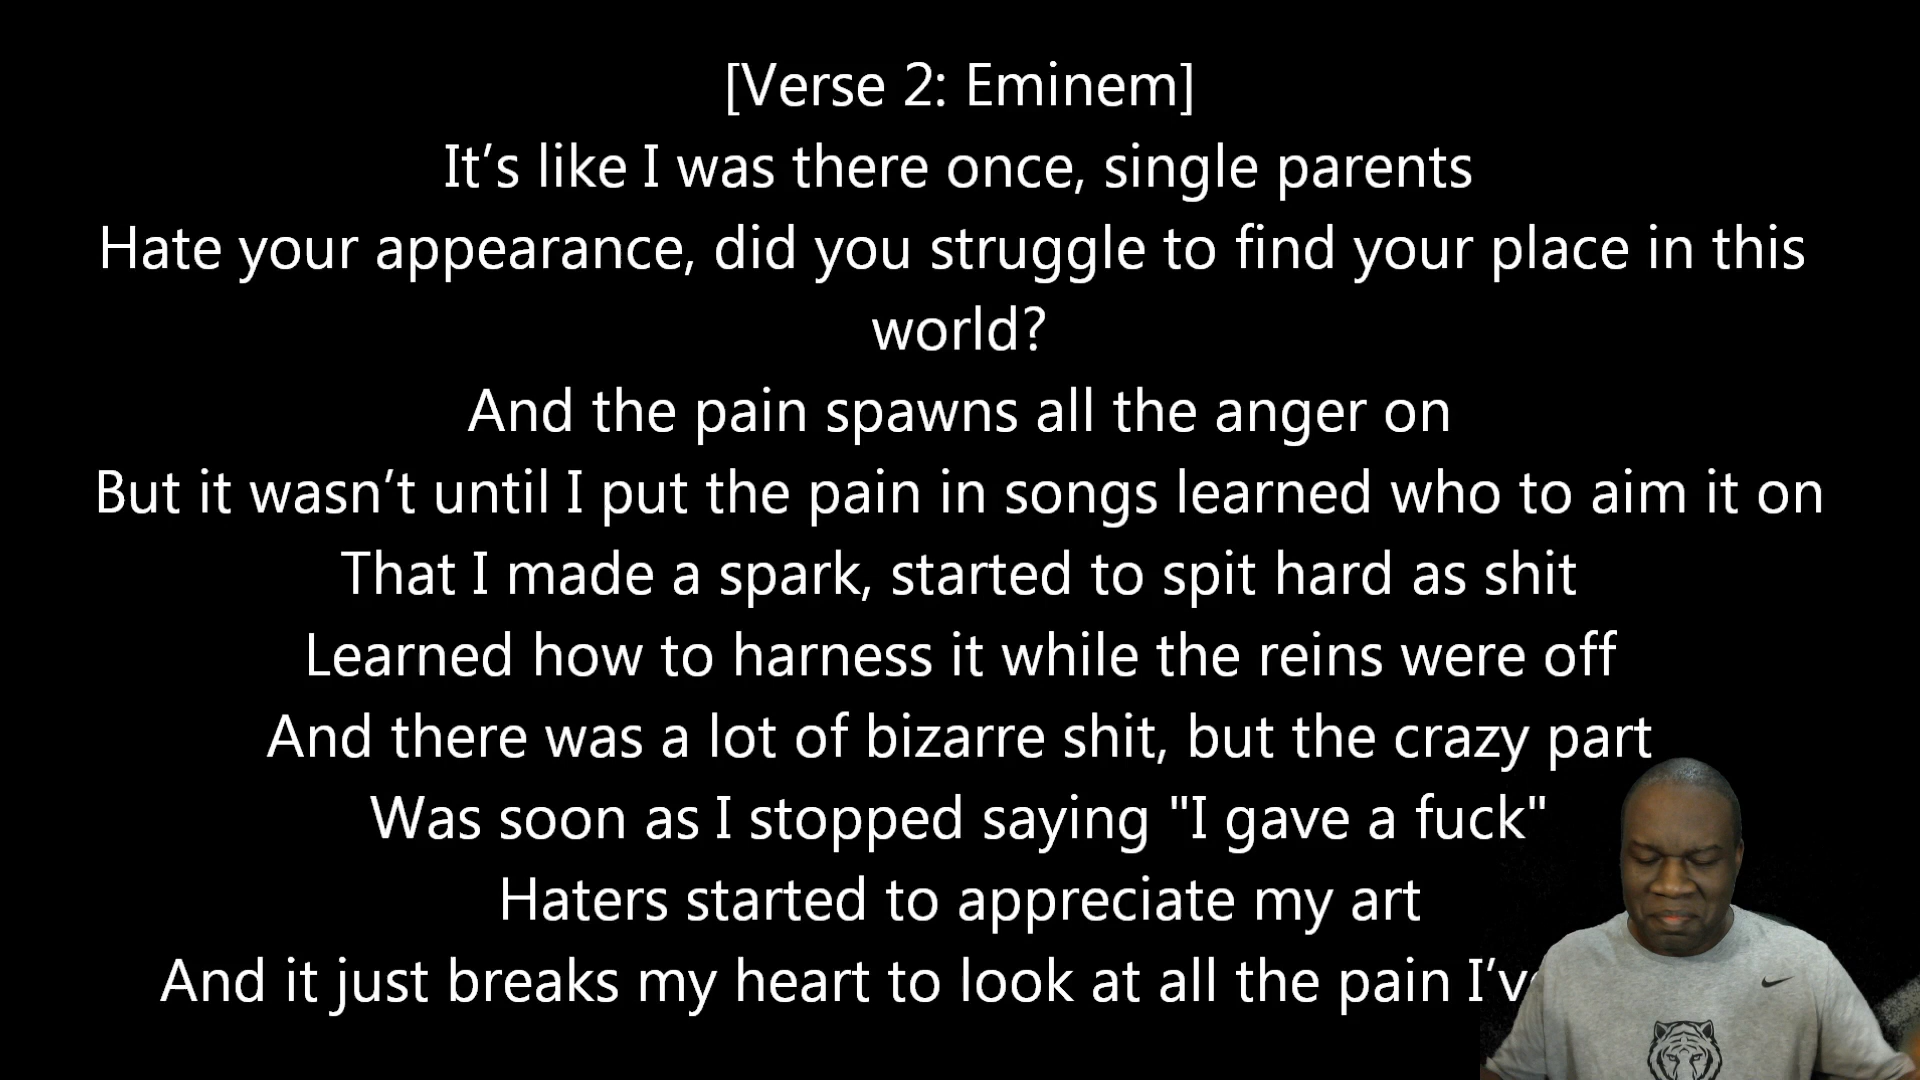 [Verse 2: Eminem]
It’s like I was there once, single parents
Hate your appearance, did you struggle to find your place in this
world?
And the pain spawns all the anger on
But it wasn’t until I put the pain in songs learned who to aim it on
That I made a spark, started to spit hard as shit
Learned how to harness it while the reins were off
And there was a lot of bizarre shit, but the crazy part
Was soon as I stopped saying "I gave a fuck"
Haters started to appreciate my art
And it just breaks my heart to look at all the pain